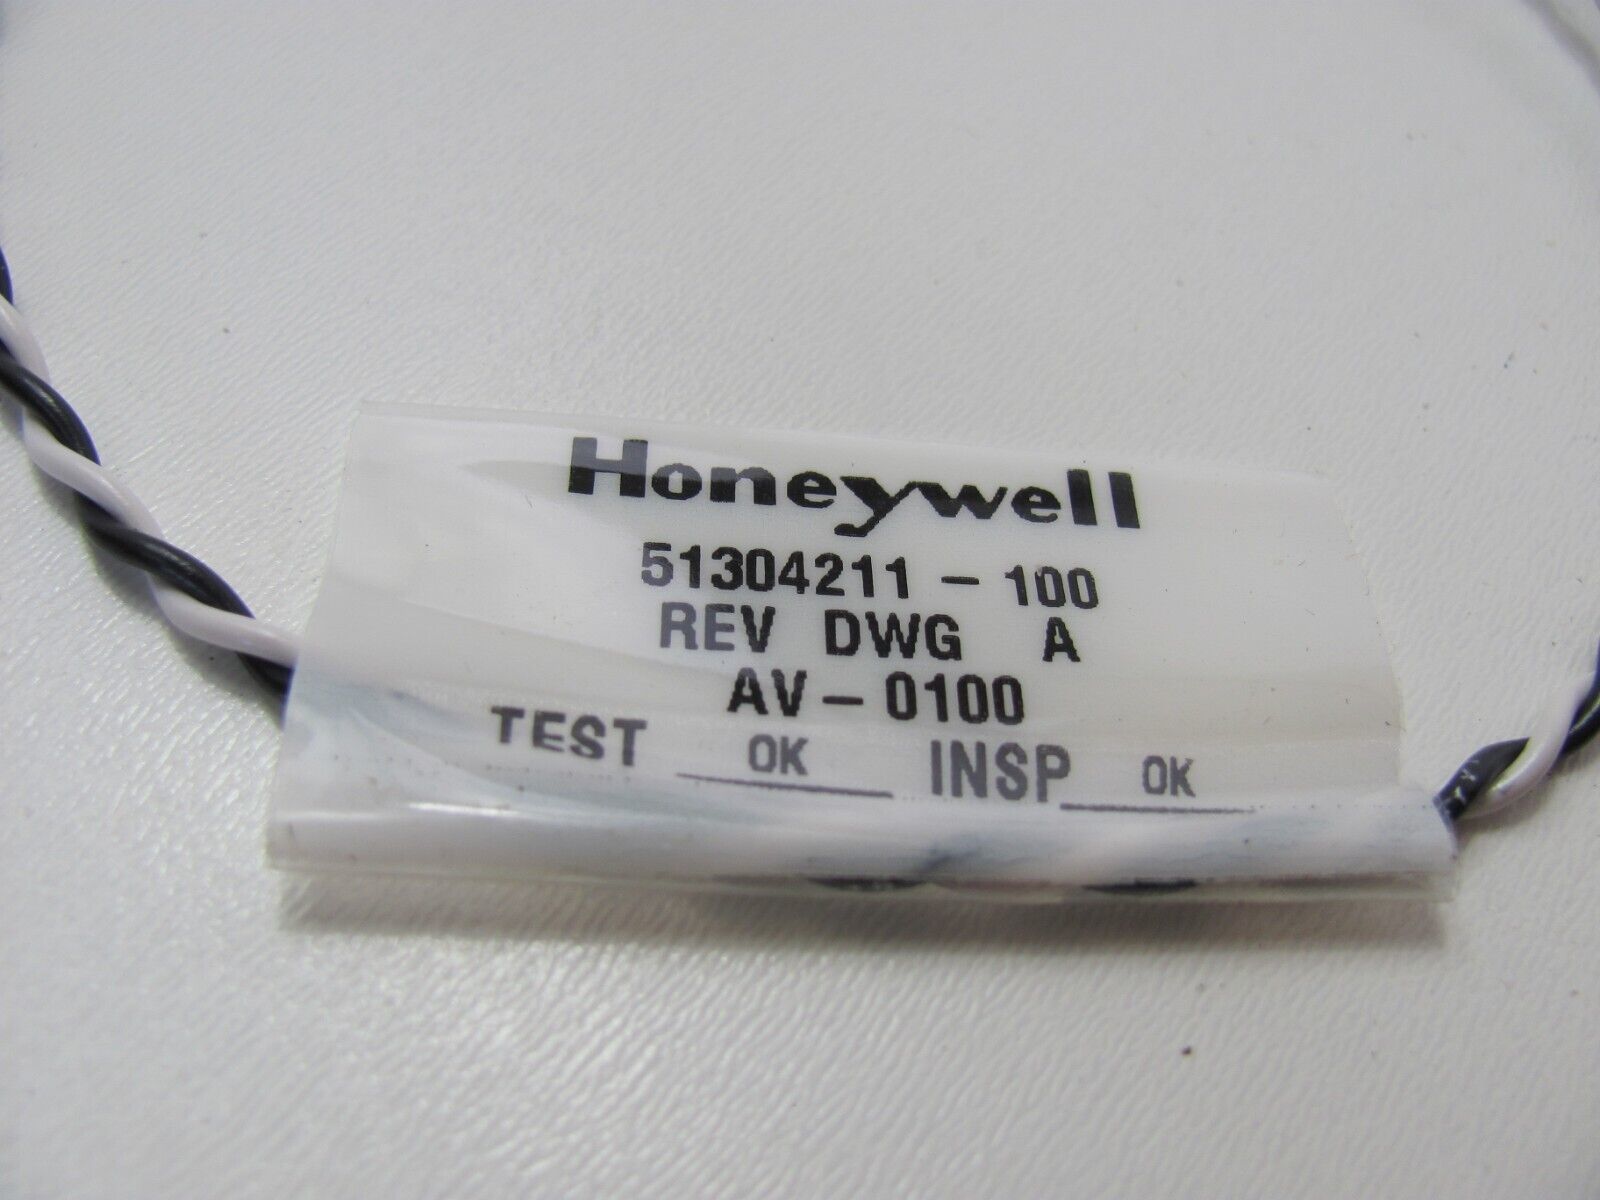 Honeywell
51304211-100
REV DWG A
AV-0100
TEST OK INSP OK